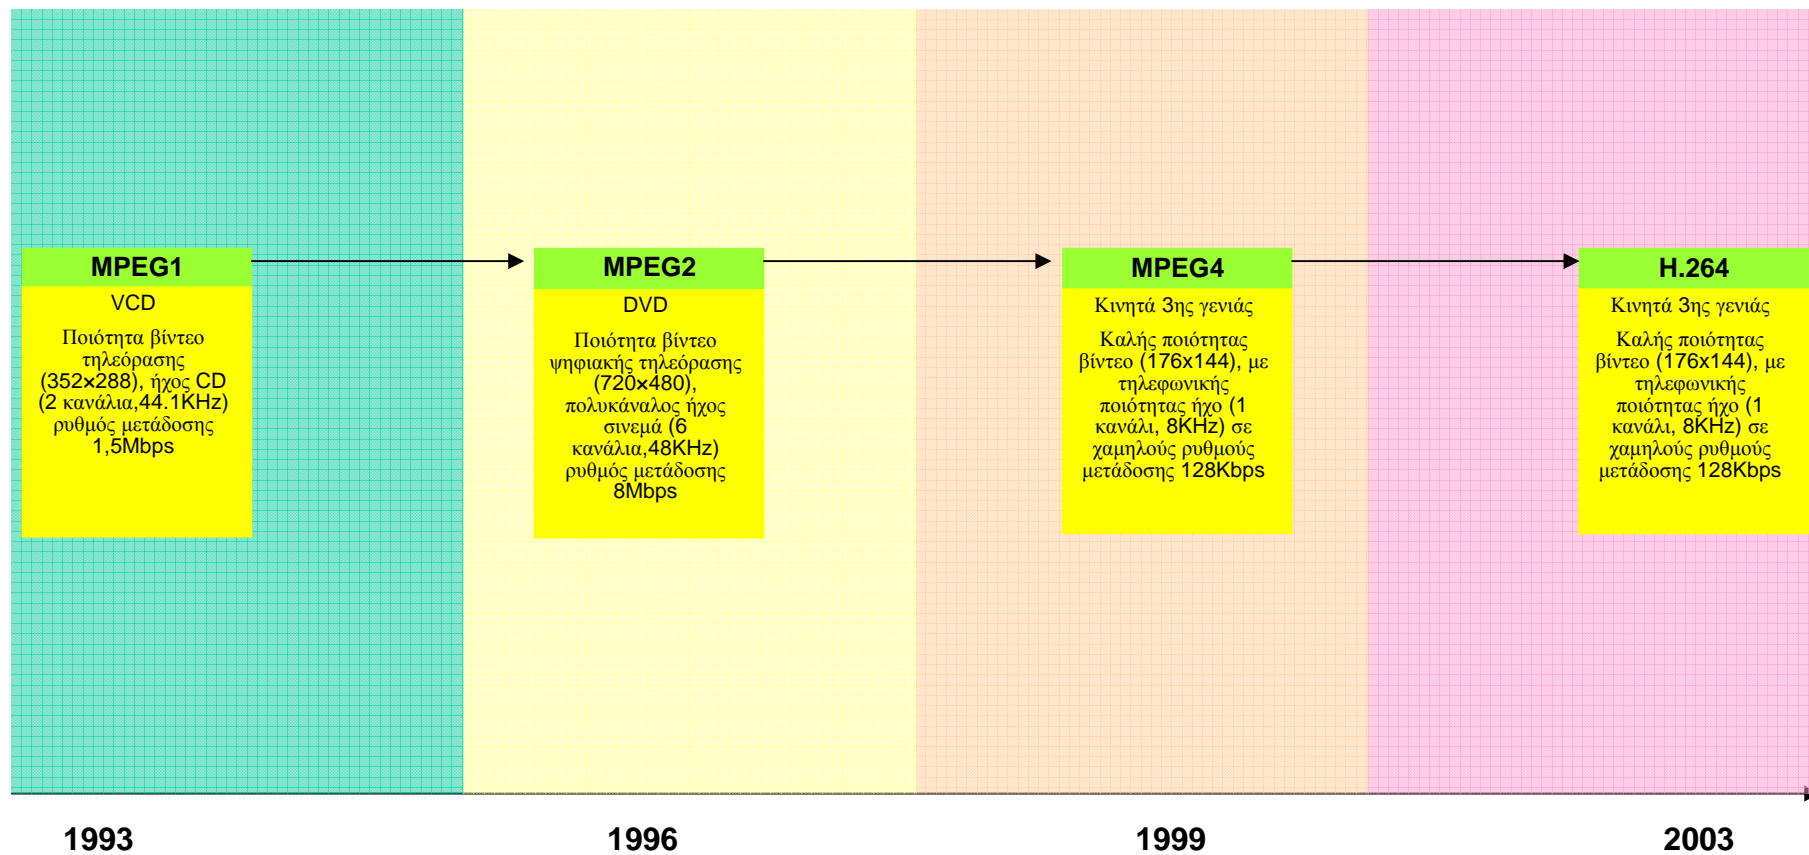 MPEG1
VCD
Ποιότητα βίντεο
τηλεόρασης
(352×288), ήχος CD
(2 κανάλια,44.1KHz)
ρυθμός μετάδοσης
1,5Mbps
MPEG2
DVD
Ποιότητα βίντεο
ψηφιακής τηλεόρασης
(720×480),
πολυκάναλος ήχος
σινεμά (6
κανάλια,48KHz)
ρυθμός μετάδοσης
8Mbps
MPEG4
Κινητά 3ης γενιάς
Καλής ποιότητας
βίντεο (176x144), με
τηλεφωνικής
ποιότητας ήχο (1
κανάλι, 8KHz) σε
χαμηλούς ρυθμούς
μετάδοσης 128Kbps
H.264
Κινητά 3ης γενιάς
Καλής ποιότητας
βίντεο (176x144), με
τηλεφωνικής
ποιότητας ήχο (1
κανάλι, 8KHz) σε
χαμηλούς ρυθμούς
μετάδοσης 128Kbps
1993
1996
1999
2003